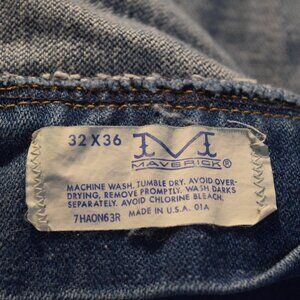 32 X 36 M
MAVERICK®
MACHINE WASH, TUMBLE DRY. AVOID OVER-
DRYING, REMOVE PROMPTLY. WASH DARKS
SEPARATELY. AVOID CHLORINE BLEACH.
7HAON63R MADE IN U.S.A. 01A